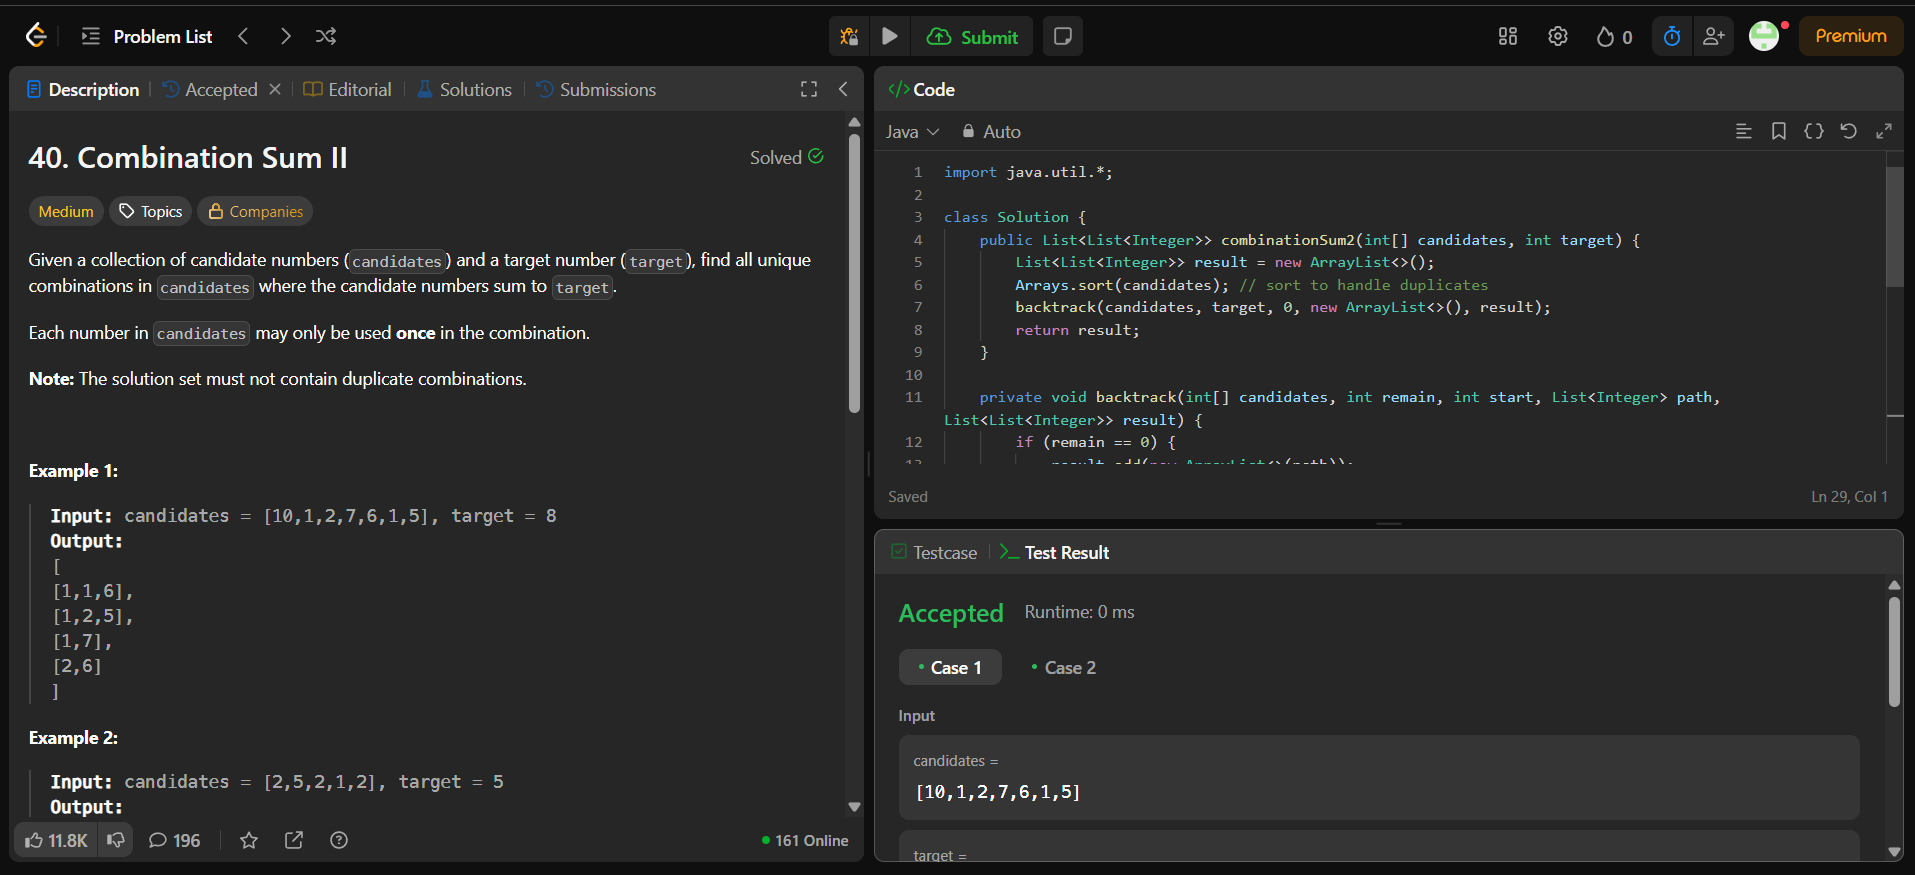 Problem List
Submit
0
Premium
Description
Accepted
Editorial
Solutions
Submissions
40. Combination Sum II
Solved
Medium
Topics
Companies
Given a collection of candidate numbers (candidates) and a target number (target), find all unique
combinations in candidates where the candidate numbers sum to target.
Each number in candidates may only be used once in the combination.
Note: The solution set must not contain duplicate combinations.
Example 1:
Input: candidates = [10,1,2,7,6,1,5], target = 8
Output:
[
[1,1,6],
[1,2,5],
[1,7],
[2,6]
]
Example 2:
Input: candidates = [2,5,2,1,2], target = 5
Output:
11.8K
196
161 Online
</> Code
Java
Auto
1 import java.util.*;
2
3 class Solution {
4 public List<List<Integer>> combinationSum2(int[] candidates, int target) {
5 List<List<Integer>> result = new ArrayList<>();
6 Arrays.sort(candidates); // sort to handle duplicates
7 backtrack(candidates, target, 0, new ArrayList<>(), result);
8 return result;
9 }
10
11 private void backtrack(int[] candidates, int remain, int start, List<Integer> path,
List<List<Integer>> result) {
12 if (remain == 0) {
13 result.add(new ArrayList<>(path));
Saved
Ln 29, Col 1
Testcase
Test Result
Accepted
Runtime: 0 ms
Case 1
Case 2
Input
candidates =
[10,1,2,7,6,1,5]
target =